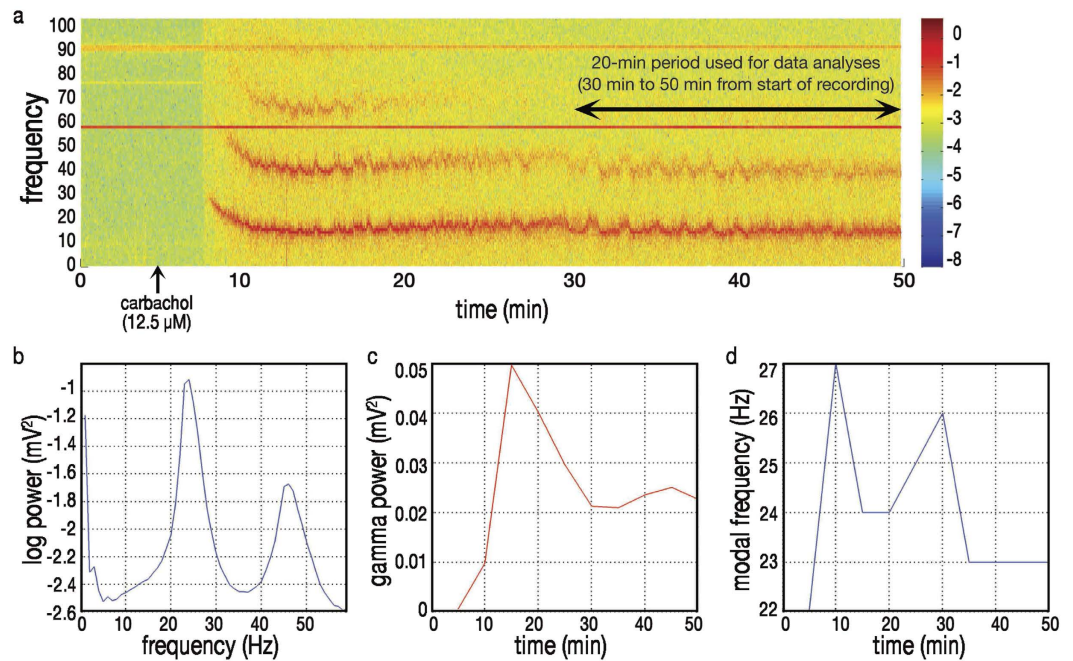 a
frequency
100
90
80
70
60
50
40
30
20
10
0
20-min period used for data analyses
(30 min to 50 min from start of recording)
0
-1
-2
-3
-4
-5
-6
-7
-8
0 10 20 30 40 50
carbachol
(12.5 µM)
time (min)
b
log power (mV²)
-1
-1.2
-1.4
-1.6
-1.8
-2
-2.2
-2.4
-2.6
0 10 20 30 40 50
frequency (Hz)
c
gamma power (mV²)
0.05
0.04
0.03
0.02
0.01
0
0 10 20 30 40 50
time (min)
d
modal frequency (Hz)
27
26
25
24
23
22
0 10 20 30 40 50
time (min)